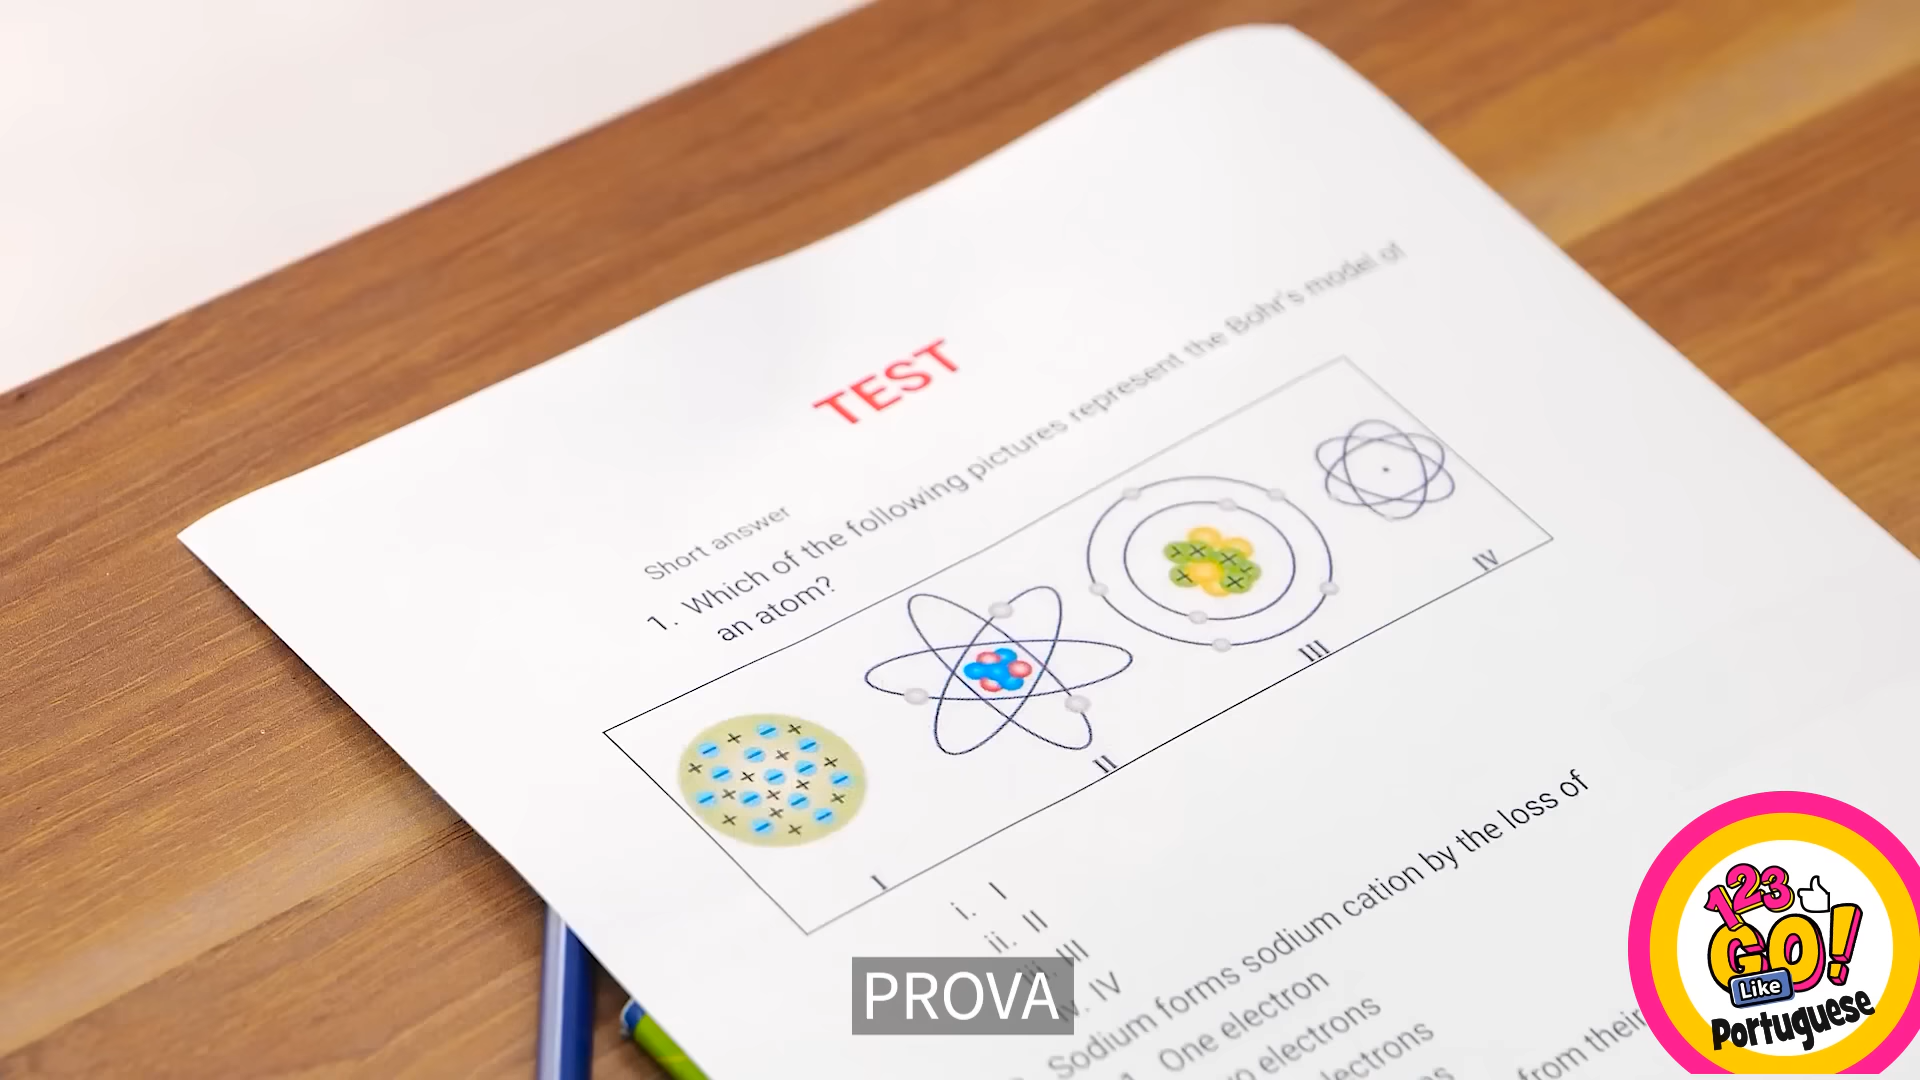 TEST
Short answer
1. Which of the following pictures represent the Bohr's model of
an atom?
I
II
III
IV
i. I
ii. II
iii. III
iv. IV
Sodium forms sodium cation by the loss of
One electron
electrons
electrons
from their
PROVA
123
GO!
Like
Portuguese